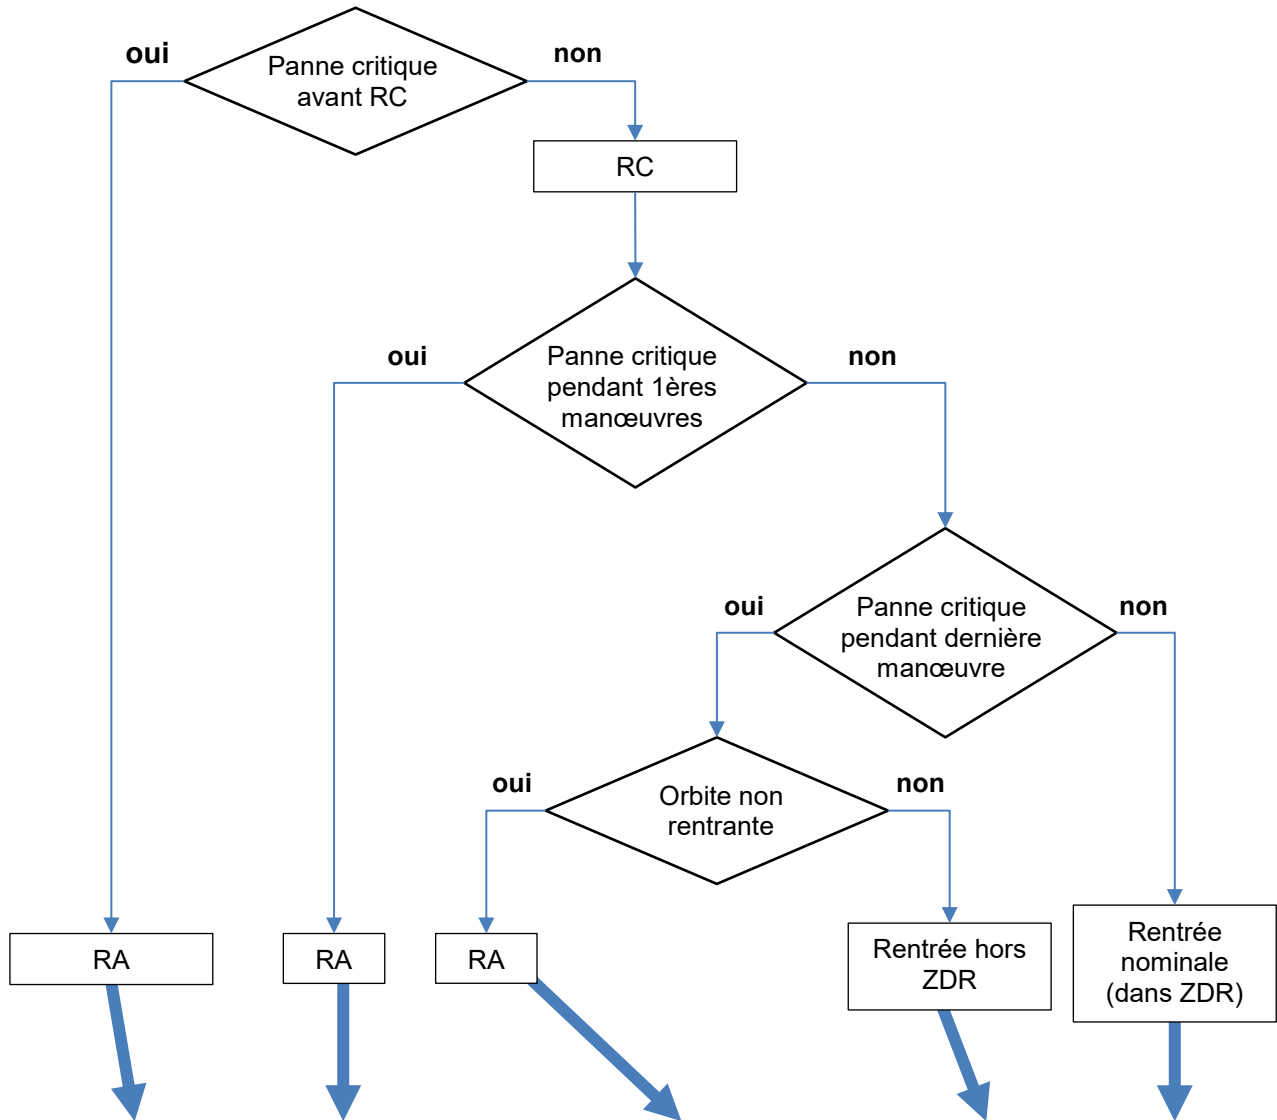 oui
non
Panne critique
avant RC
RC
oui
non
Panne critique
pendant 1ères
manœuvres
oui
non
Panne critique
pendant dernière
manœuvre
oui
non
Orbite non
rentrante
RA
RA
RA
Rentrée hors
ZDR
Rentrée
nominale
(dans ZDR)